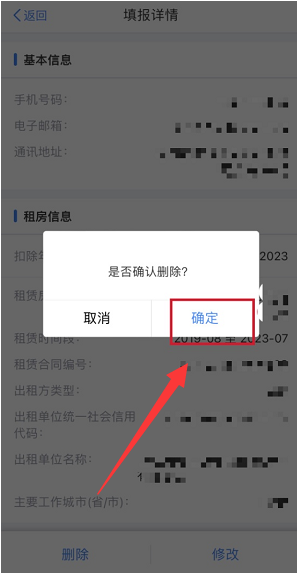 返回
填报详情
基本信息
手机号码：
电子邮箱：
通讯地址：
租房信息
扣除年
2023
是否确认删除?
租赁房
取消
确定
租赁时间段：
2019-08 至 2023-07
租赁合同编号：
出租方类型：
出租单位统一社会信用
代码：
出租单位名称：
主要工作城市(省/市)：
删除
修改